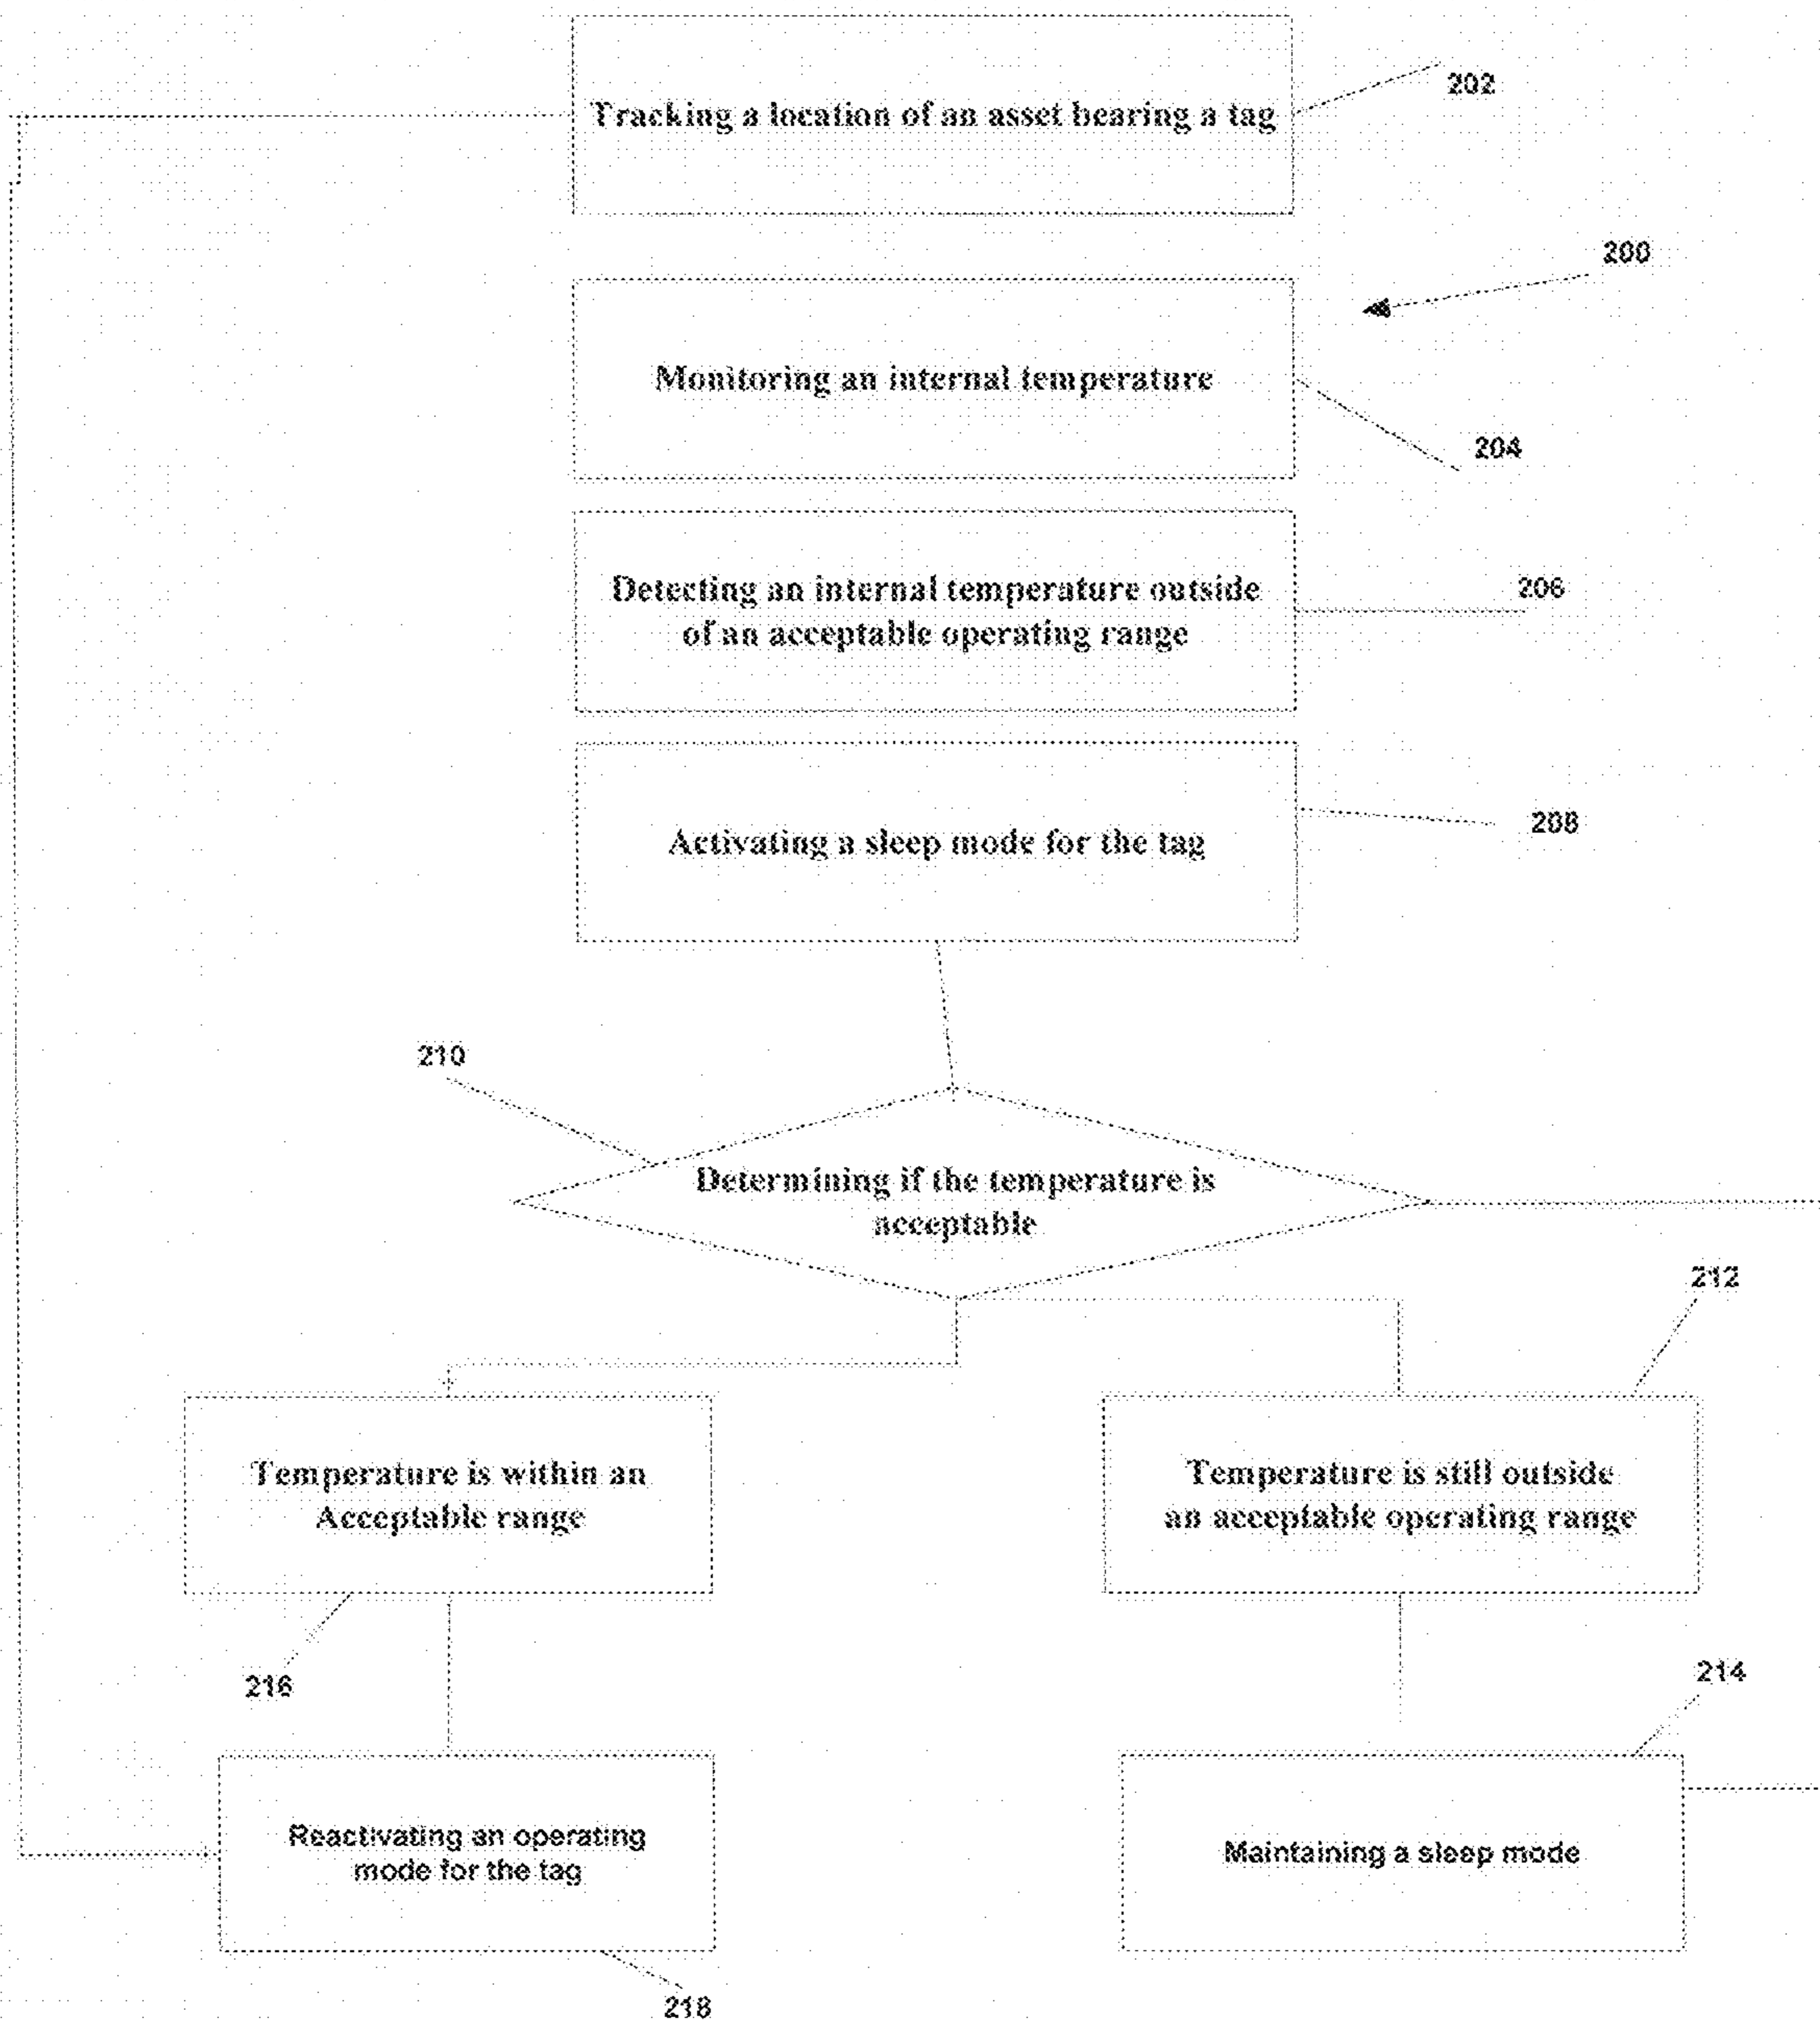 Tracking a location of an asset bearing a tag
202
200
Monitoring an internal temperature
204
Detecting an internal temperature outside
of an acceptable operating range
206
Activating a sleep mode for the tag
208
210
Determining if the temperature is
acceptable
212
Temperature is within an
Acceptable range
Temperature is still outside
an acceptable operating range
216
214
Reactivating an operating
mode for the tag
Maintaining a sleep mode
218